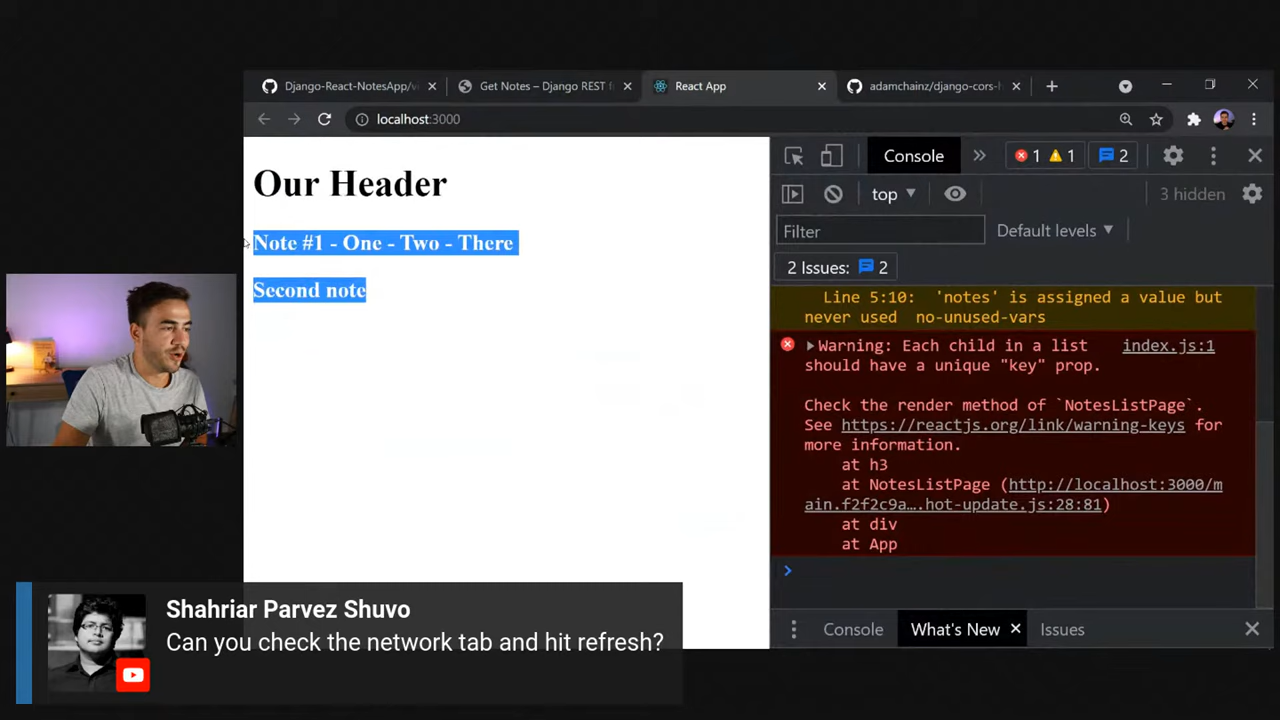 Django-React-NotesApp/vi
Get Notes – Django REST f
React App
adamchainz/django-cors-h
localhost:3000
Our Header
Note #1 - One - Two - There
Second note
Console
1
1
2
top
3 hidden
Filter
Default levels
2 Issues:
2
Line 5:10: 'notes' is assigned a value but
never used no-unused-vars
Warning: Each child in a list
index.js:1
should have a unique "key" prop.
Check the render method of `NotesListPage`.
See https://reactjs.org/link/warning-keys for
more information.
at h3
at NotesListPage (http://localhost:3000/m
ain.f2f2c9a….hot-update.js:28:81)
at div
at App
Console
What's New
Issues
Shahriar Parvez Shuvo
Can you check the network tab and hit refresh?